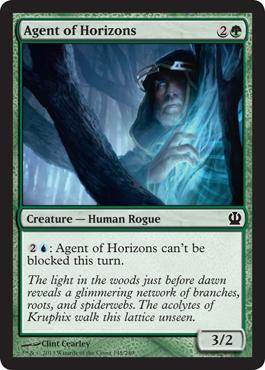 Agent of Horizons 2
Creature — Human Rogue
2: Agent of Horizons can't be
blocked this turn.
The light in the woods just before dawn
reveals a glimmering network of branches,
roots, and spiderwebs. The acolytes of
Kruphix walk this lattice unseen.
Clint Cearley
3/2